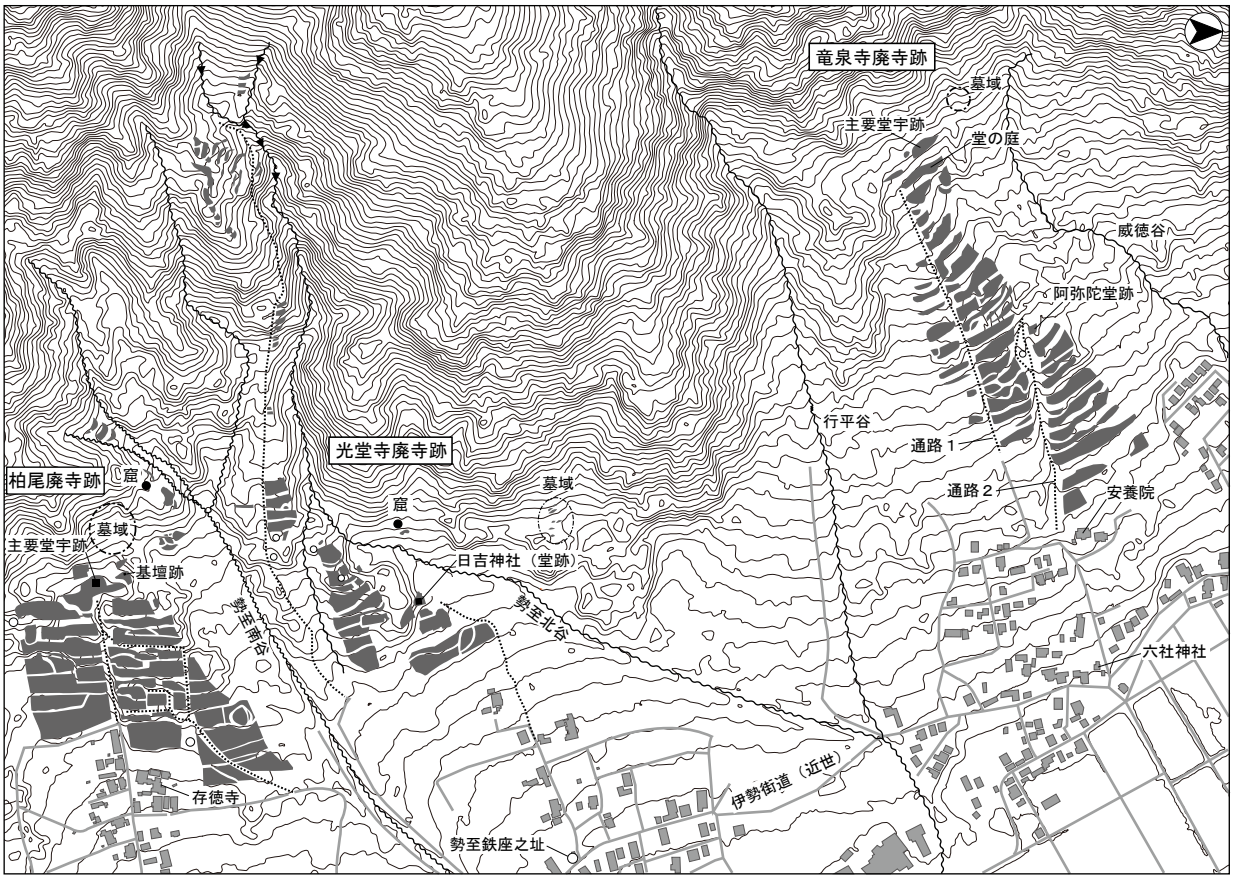 竜泉寺廃寺跡
墓域
主要堂宇跡
堂の庭
威徳谷
阿弥陀堂跡
行平谷
通路1
光堂寺廃寺跡
柏尾廃寺跡
窟
墓域
通路2
安養院
窟
墓域
主要堂宇跡
日吉神社（堂跡）
基壇跡
勢至南谷
勢至北谷
六社神社
伊勢街道（近世）
存徳寺
勢至鉄座之址